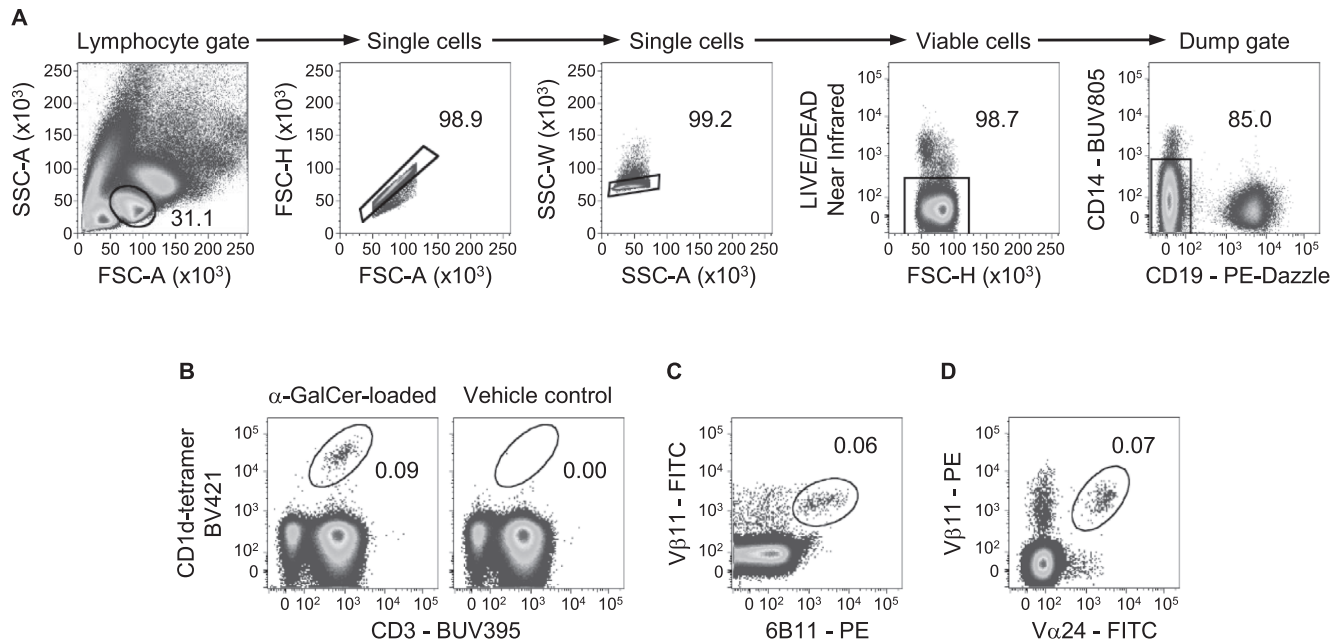 A
Lymphocyte gate
Single cells
Single cells
Viable cells
Dump gate
SSC-A (x10³)
250
200
150
100
50
0
31.1
0 50 100 150 200 250
FSC-A (x10³)
FSC-H (x10³)
250
200
150
100
50
0
98.9
0 50 100 150 200 250
FSC-A (x10³)
SSC-W (x10³)
250
200
150
100
50
0
99.2
0 50 100 150 200 250
SSC-A (x10³)
LIVE/DEAD
Near Infrared
10⁵
10⁴
10³
10²
0
98.7
0 50 100 150 200 250
FSC-H (x10³)
CD14 - BUV805
10⁵
10⁴
10³
10²
0
85.0
0 10² 10³ 10⁴ 10⁵
CD19 - PE-Dazzle
B
α-GalCer-loaded
Vehicle control
CD1d-tetramer
BV421
10⁵
10⁴
10³
10²
0
0.09
0.00
0 10² 10³ 10⁴ 10⁵
0 10² 10³ 10⁴ 10⁵
CD3 - BUV395
C
Vβ11 - FITC
10⁵
10⁴
10³
10²
0
0.06
0 10² 10³ 10⁴ 10⁵
6B11 - PE
D
Vβ11 - PE
10⁵
10⁴
10³
10²
0
0.07
0 10² 10³ 10⁴ 10⁵
Vα24 - FITC